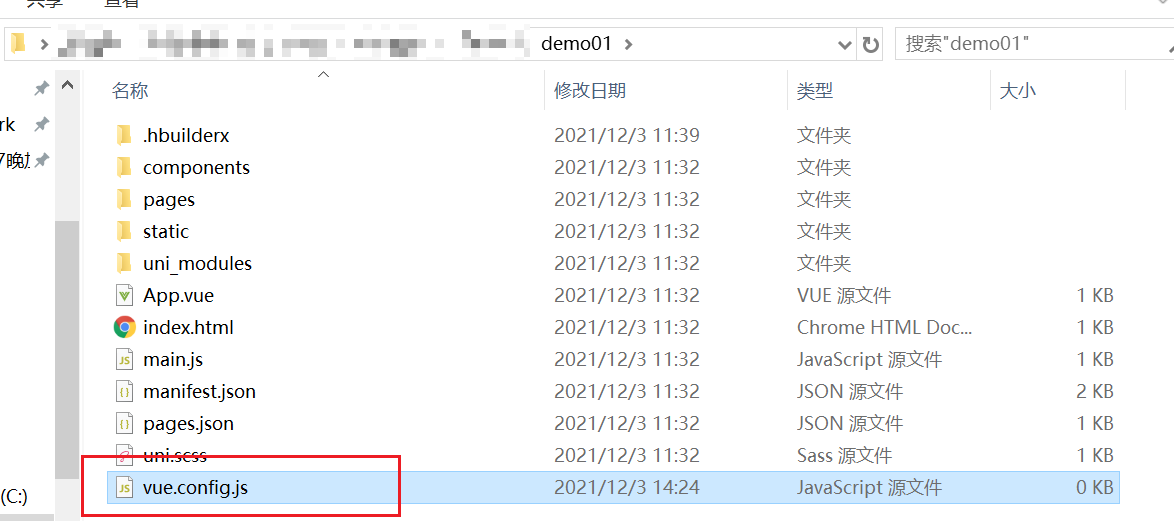 共享 查看
demo01
搜索"demo01"
名称 修改日期 类型 大小
.hbuilderx 2021/12/3 11:39 文件夹
components 2021/12/3 11:32 文件夹
pages 2021/12/3 11:32 文件夹
static 2021/12/3 11:32 文件夹
uni_modules 2021/12/3 11:32 文件夹
App.vue 2021/12/3 11:32 VUE 源文件 1 KB
index.html 2021/12/3 11:32 Chrome HTML Doc... 1 KB
main.js 2021/12/3 11:32 JavaScript 源文件 1 KB
manifest.json 2021/12/3 11:32 JSON 源文件 2 KB
pages.json 2021/12/3 11:32 JSON 源文件 1 KB
uni.scss 2021/12/3 11:32 Sass 源文件 1 KB
vue.config.js 2021/12/3 14:24 JavaScript 源文件 0 KB
rk
(C:)